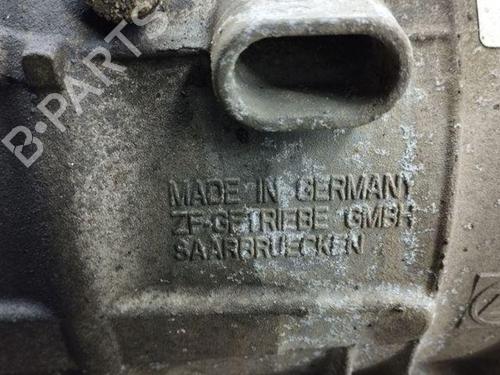 B-PARTS
MADE IN GERMANY
ZF-GETRIEBE GMBH
SAARBRUECKEN